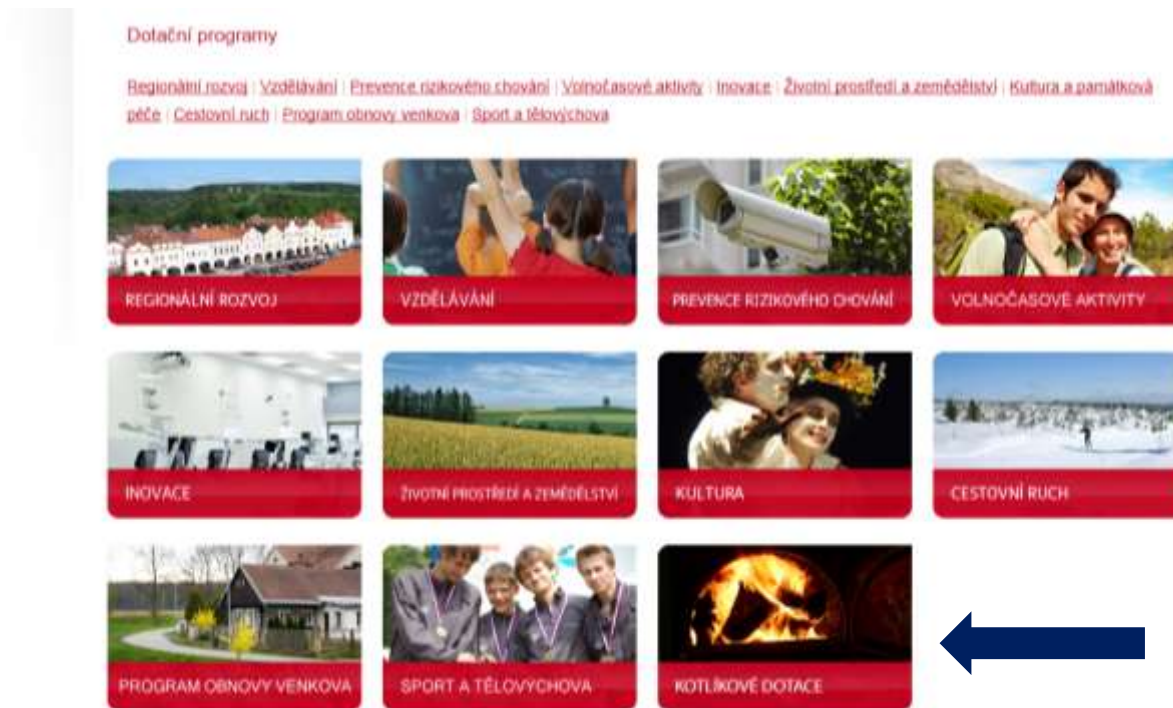 Dotační programy
Regionální rozvoj | Vzdělávání | Prevence rizikového chování | Volnočasové aktivity | Inovace | Životní prostředí a zemědělství | Kultura a památková
péče | Cestovní ruch | Program obnovy venkova | Sport a tělovýchova
REGIONÁLNÍ ROZVOJ
VZDĚLÁVÁNÍ
PREVENCE RIZIKOVÉHO CHOVÁNÍ
VOLNOČASOVÉ AKTIVITY
INOVACE
ŽIVOTNÍ PROSTŘEDÍ A ZEMĚDĚLSTVÍ
KULTURA
CESTOVNÍ RUCH
PROGRAM OBNOVY VENKOVA
SPORT A TĚLOVÝCHOVA
KOTLÍKOVÉ DOTACE